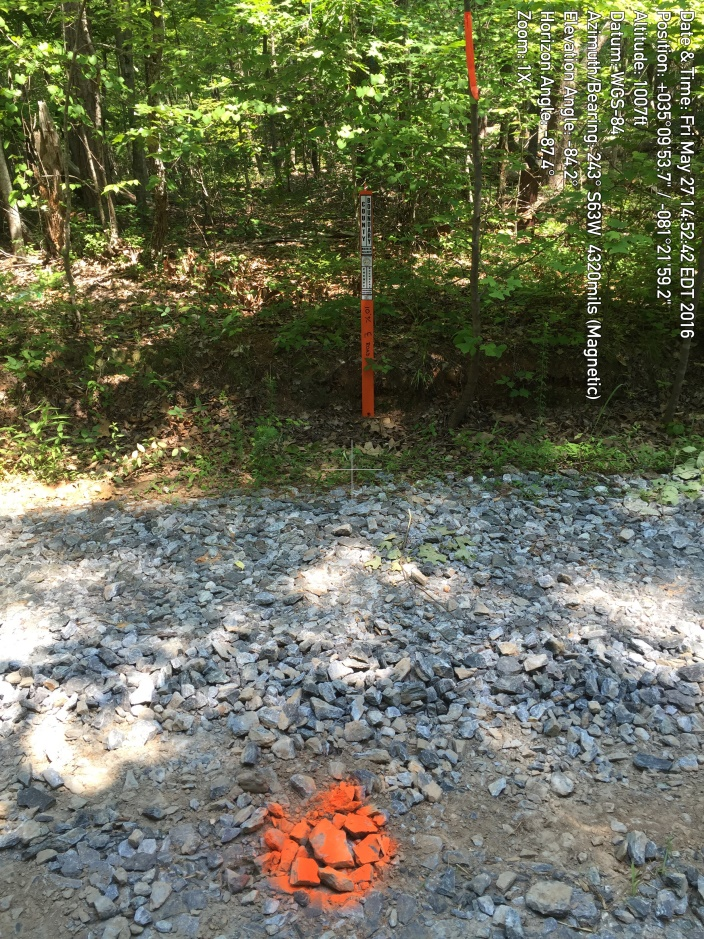 Date & Time: Fri May 27 14:52:42 EDT 2016
Position: +035°09'53.7" / -081°21'59.2"
Altitude: 1007ft
Datum: WGS-84
Azimuth/Bearing: 243° S63W 4320mils (Magnetic)
Elevation Angle: -84.2°
Horizon Angle: -87.4°
Zoom: 1X